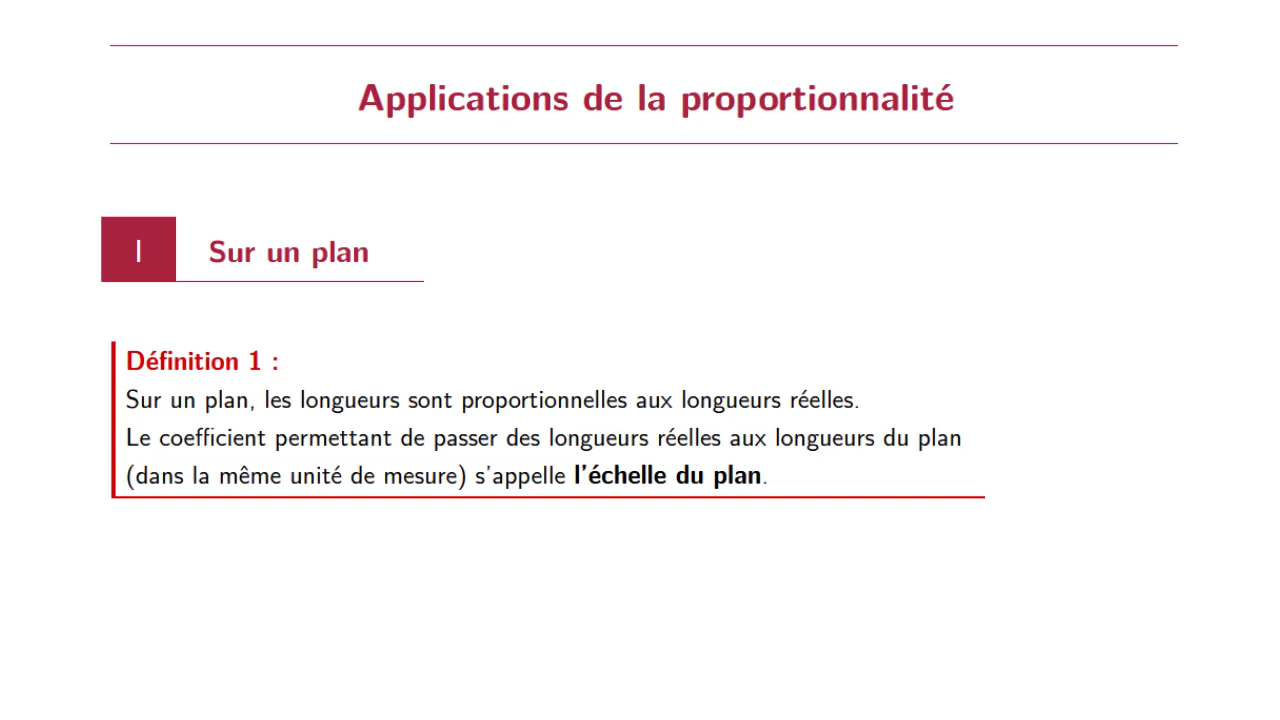 Applications de la proportionnalité
I Sur un plan
Définition 1 :
Sur un plan, les longueurs sont proportionnelles aux longueurs réelles.
Le coefficient permettant de passer des longueurs réelles aux longueurs du plan
(dans la même unité de mesure) s'appelle l'échelle du plan.